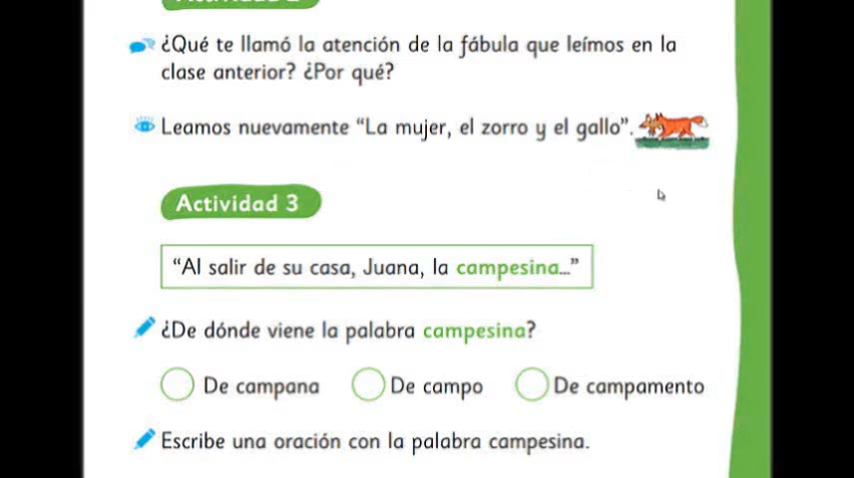 ¿Qué te llamó la atención de la fábula que leímos en la
clase anterior? ¿Por qué?
Leamos nuevamente “La mujer, el zorro y el gallo”.
Actividad 3
“Al salir de su casa, Juana, la campesina...”
¿De dónde viene la palabra campesina?
De campana De campo De campamento
Escribe una oración con la palabra campesina.